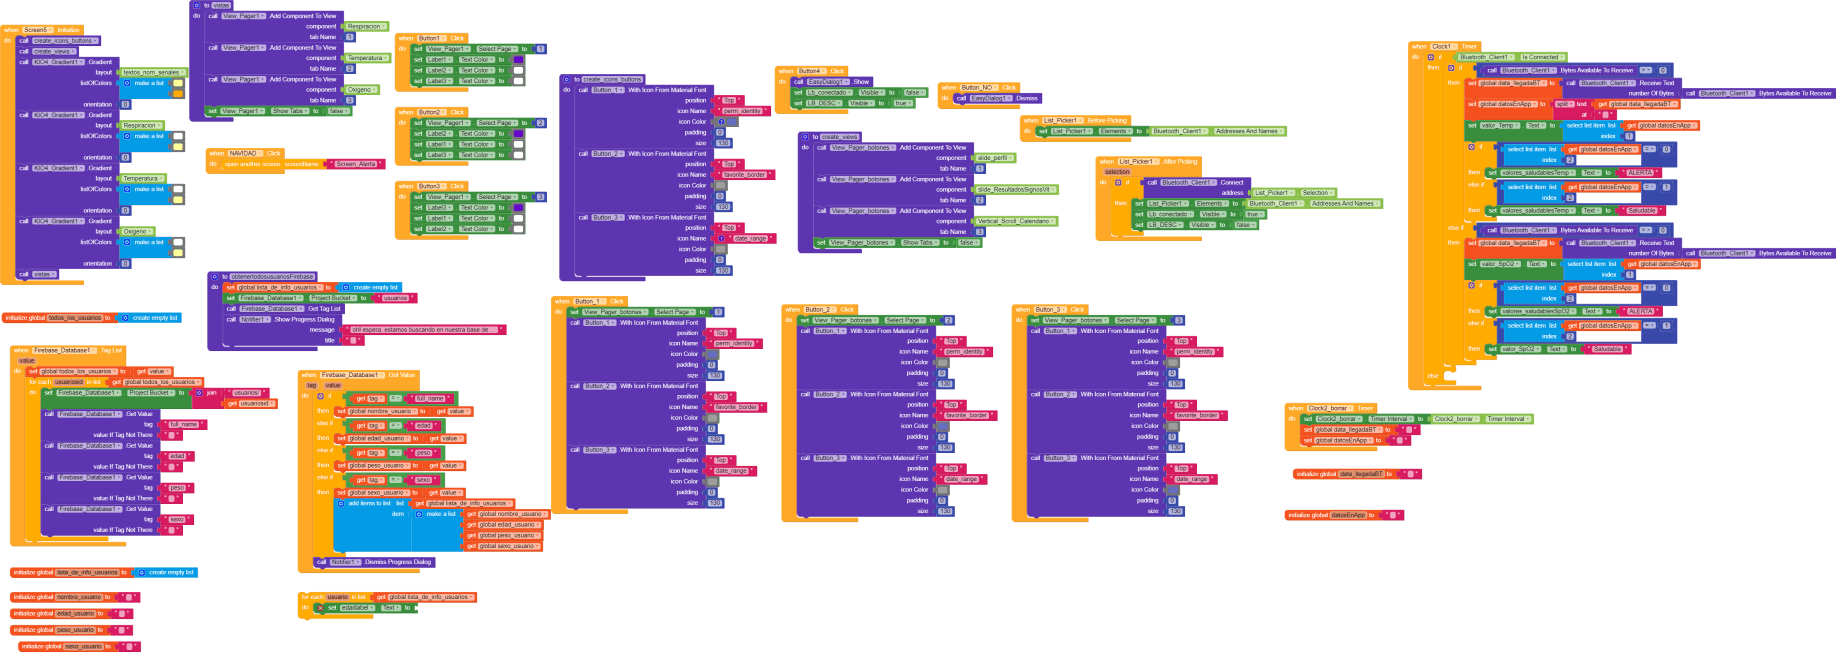 when Screen5 .Initialize
do call create_icons_buttons
call create_views
call KIO4_Gradient1 .Gradient
layout textos_nom_senales
listOfColors make a list
orientation 0
call KIO4_Gradient1 .Gradient
layout Respiracion
listOfColors make a list
orientation 0
call KIO4_Gradient1 .Gradient
layout Temperatura
listOfColors make a list
orientation 0
call KIO4_Gradient1 .Gradient
layout Oxigeno
listOfColors make a list
orientation 0
call vistas
to vistas
do call View_Pager1 .Add Component To View
component Respiracion
tab Name 1
call View_Pager1 .Add Component To View
component Temperatura
tab Name 2
call View_Pager1 .Add Component To View
component Oxigeno
tab Name 3
set View_Pager1 . Show Tabs to false
when NAVIDAD .Click
do open another screen screenName " Screen_Alerta "
when Button1 .Click
do set View_Pager1 . Select Page to 1
set Label1 . Text Color to
set Label2 . Text Color to
set Label3 . Text Color to
when Button2 .Click
do set View_Pager1 . Select Page to 2
set Label2 . Text Color to
set Label1 . Text Color to
set Label3 . Text Color to
when Button3 .Click
do set View_Pager1 . Select Page to 3
set Label3 . Text Color to
set Label1 . Text Color to
set Label2 . Text Color to
to create_icons_buttons
do call Button_1 .With Icon From Material Font
position " Top "
icon Name " perm_identity "
icon Color
padding 0
size 130
call Button_2 .With Icon From Material Font
position " Top "
icon Name " favorite_border "
icon Color
padding 0
size 130
call Button_3 .With Icon From Material Font
position " Top "
icon Name " date_range "
icon Color
padding 0
size 130
when Button4 .Click
do call EasyDialog1 .Show
set Lb_conectado . Visible to false
set LB_DESC . Visible to true
when Button_NO .Click
do call EasyDialog1 .Dismiss
when List_Picker1 .Before Picking
do set List_Picker1 . Elements to Bluetooth_Client1 . Addresses And Names
to create_views
do call View_Pager_botones .Add Component To View
component slide_perfil
tab Name 1
call View_Pager_botones .Add Component To View
component slide_ResultadosSignosVit
tab Name 2
call View_Pager_botones .Add Component To View
component Vertical_Scroll_Calendario
tab Name 3
set View_Pager_botones . Show Tabs to false
when List_Picker1 .After Picking
selection
do if call Bluetooth_Client1 .Connect
address List_Picker1 . Selection
then set List_Picker1 . Elements to Bluetooth_Client1 . Addresses And Names
set Lb_conectado . Visible to true
set LB_DESC . Visible to false
when Clock1 .Timer
do if Bluetooth_Client1 . Is Connected
then if call Bluetooth_Client1 .Bytes Available To Receive > 0
then set global data_llegadaBT to call Bluetooth_Client1 .Receive Text
number Of Bytes call Bluetooth_Client1 .Bytes Available To Receive
set global datosEnApp to split text get global data_llegadaBT
at
set valor_Temp . Text to select list item list get global datosEnApp
index 1
if select list item list get global datosEnApp = 0
index 2
then set valores_saludablesTemp . Text to " ALERTA "
else if select list item list get global datosEnApp = 1
index 2
then set valores_saludablesTemp . Text to " Saludable "
else if call Bluetooth_Client1 .Bytes Available To Receive > 0
then set global data_llegadaBT to call Bluetooth_Client1 .Receive Text
number Of Bytes call Bluetooth_Client1 .Bytes Available To Receive
set valor_SpO2 . Text to select list item list get global datosEnApp
index 1
if select list item list get global datosEnApp = 0
index 2
then set valores_saludablesSpO2 . Text to " ALERTA "
else if select list item list get global datosEnApp = 1
index 2
then set valor_SpO2 . Text to " Saludable "
else
to obtenertodosusuariosFirebase
do set global lista_de_info_usuarios to create empty list
set Firebase_Database1 . Project Bucket to " usuarios "
call Firebase_Database1 .Get Tag List
call Notifier1 .Show Progress Dialog
message " oh! espera, estamos buscando en nuestra base de "
title " "
initialize global todos_los_usuarios to create empty list
when Firebase_Database1 .Tag List
value
do set global todos_los_usuarios to get value
for each usuariosid in list get global todos_los_usuarios
do set Firebase_Database1 . Project Bucket to join " usuarios "
get usuariosid
call Firebase_Database1 .Get Value
tag " full_name "
value If Tag Not There " "
call Firebase_Database1 .Get Value
tag " edad "
value If Tag Not There " "
call Firebase_Database1 .Get Value
tag " peso "
value If Tag Not There " "
call Firebase_Database1 .Get Value
tag " sexo "
value If Tag Not There " "
when Firebase_Database1 .Got Value
tag value
do if get tag = " full_name "
then set global nombre_usuario to get value
else if get tag = " edad "
then set global edad_usuario to get value
else if get tag = " peso "
then set global peso_usuario to get value
else if get tag = " sexo "
then set global sexo_usuario to get value
add items to list list get global lista_de_info_usuarios
item make a list get global nombre_usuario
get global edad_usuario
get global peso_usuario
get global sexo_usuario
call Notifier1 .Dismiss Progress Dialog
for each usuario in list get global lista_de_info_usuarios
do set edadlabel . Text to
initialize global lista_de_info_usuarios to create empty list
initialize global nombre_usuario to " "
initialize global edad_usuario to " "
initialize global peso_usuario to " "
initialize global sexo_usuario to " "
when Button_1 .Click
do set View_Pager_botones . Select Page to 1
call Button_1 .With Icon From Material Font
position " Top "
icon Name " perm_identity "
icon Color
padding 0
size 130
call Button_2 .With Icon From Material Font
position " Top "
icon Name " favorite_border "
icon Color
padding 0
size 130
call Button_3 .With Icon From Material Font
position " Top "
icon Name " date_range "
icon Color
padding 0
size 130
when Button_2 .Click
do set View_Pager_botones . Select Page to 2
call Button_1 .With Icon From Material Font
position " Top "
icon Name " perm_identity "
icon Color
padding 0
size 130
call Button_2 .With Icon From Material Font
position " Top "
icon Name " favorite_border "
icon Color
padding 0
size 130
call Button_3 .With Icon From Material Font
position " Top "
icon Name " date_range "
icon Color
padding 0
size 130
when Button_3 .Click
do set View_Pager_botones . Select Page to 3
call Button_1 .With Icon From Material Font
position " Top "
icon Name " perm_identity "
icon Color
padding 0
size 130
call Button_2 .With Icon From Material Font
position " Top "
icon Name " favorite_border "
icon Color
padding 0
size 130
call Button_3 .With Icon From Material Font
position " Top "
icon Name " date_range "
icon Color
padding 0
size 130
when Clock2_borrar .Timer
do set Clock2_borrar . Timer Interval to Clock2_borrar . Timer Interval
set global data_llegadaBT to " "
set global datosEnApp to " "
initialize global data_llegadaBT to " "
initialize global datosEnApp to " "